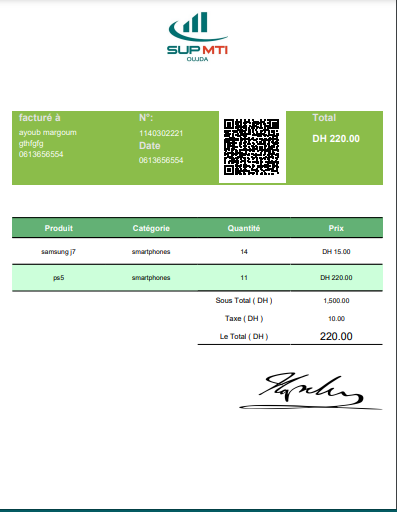 SUP MTI
OUJDA
facturé à
ayoub margoum
gthfgfg
0613656554
N°:
1140302221
Date
0613656554
Total
DH 220.00
Produit Catégorie Quantité Prix
samsung j7 smartphones 14 DH 15.00
ps5 smartphones 11 DH 220.00
Sous Total ( DH ) 1,500.00
Taxe ( DH ) 10.00
Le Total ( DH ) 220.00